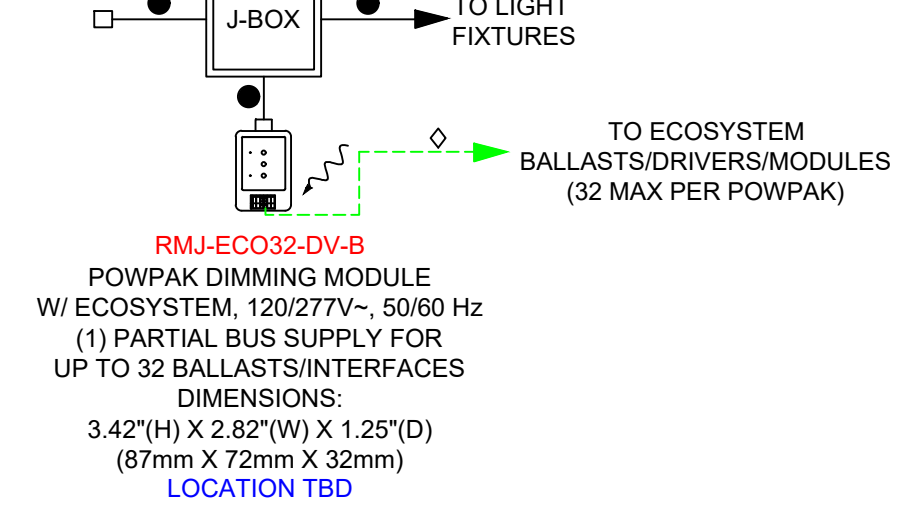 TO LIGHT
J-BOX
FIXTURES
TO ECOSYSTEM
BALLASTS/DRIVERS/MODULES
(32 MAX PER POWPAK)
RMJ-ECO32-DV-B
POWPAK DIMMING MODULE
W/ ECOSYSTEM, 120/277V~, 50/60 Hz
(1) PARTIAL BUS SUPPLY FOR
UP TO 32 BALLASTS/INTERFACES
DIMENSIONS:
3.42"(H) X 2.82"(W) X 1.25"(D)
(87mm X 72mm X 32mm)
LOCATION TBD